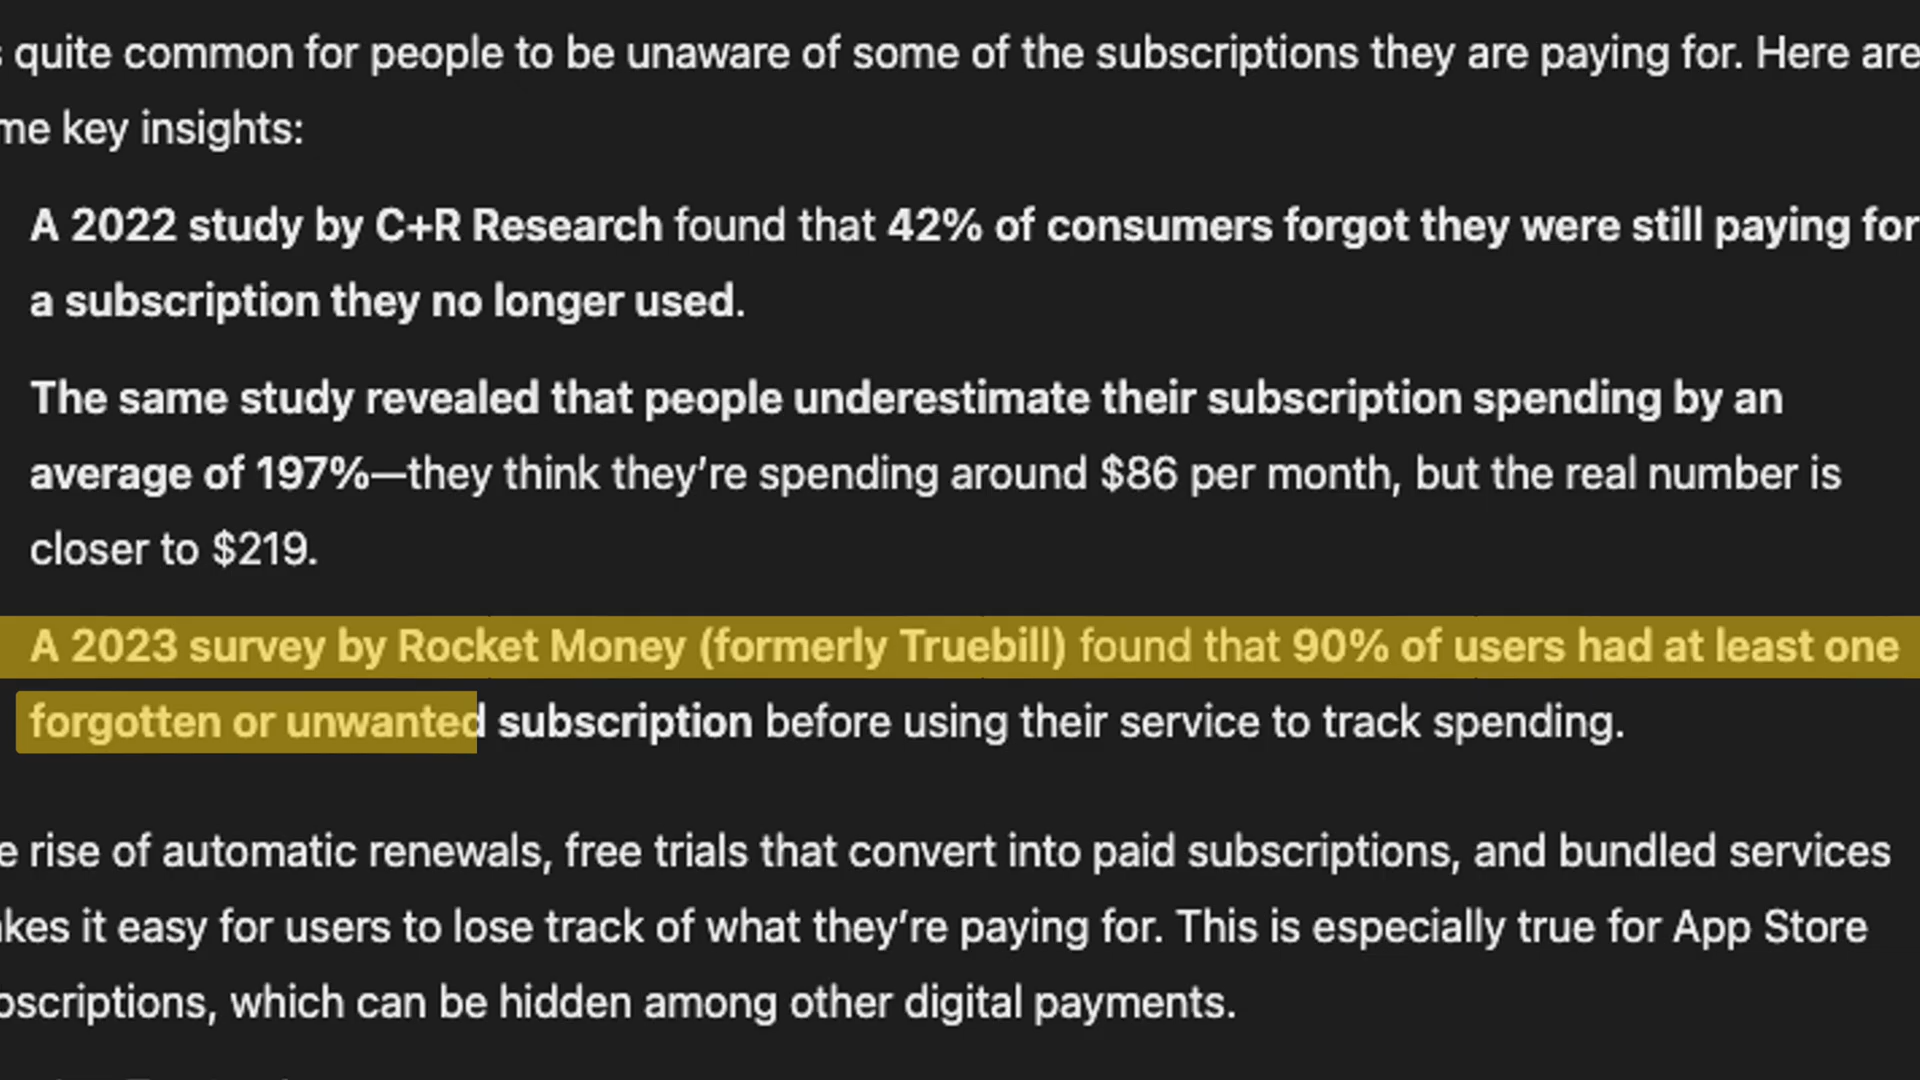 quite common for people to be unaware of some of the subscriptions they are paying for. Here are
me key insights:
A 2022 study by C+R Research found that 42% of consumers forgot they were still paying for
a subscription they no longer used.
The same study revealed that people underestimate their subscription spending by an
average of 197%—they think they’re spending around $86 per month, but the real number is
closer to $219.
A 2023 survey by Rocket Money (formerly Truebill) found that 90% of users had at least one
forgotten or unwanted subscription before using their service to track spending.
e rise of automatic renewals, free trials that convert into paid subscriptions, and bundled services
kes it easy for users to lose track of what they’re paying for. This is especially true for App Store
oscriptions, which can be hidden among other digital payments.